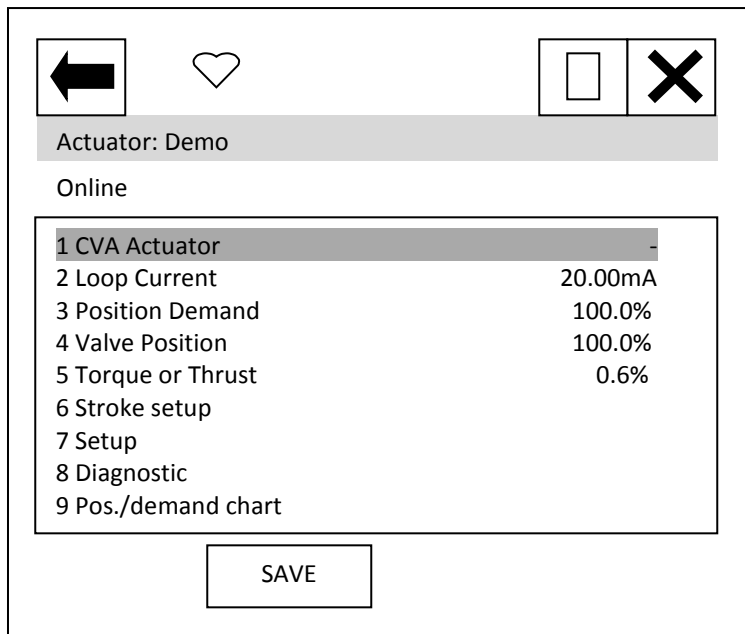 Actuator: Demo
Online
1 CVA Actuator -
2 Loop Current 20.00mA
3 Position Demand 100.0%
4 Valve Position 100.0%
5 Torque or Thrust 0.6%
6 Stroke setup
7 Setup
8 Diagnostic
9 Pos./demand chart
SAVE